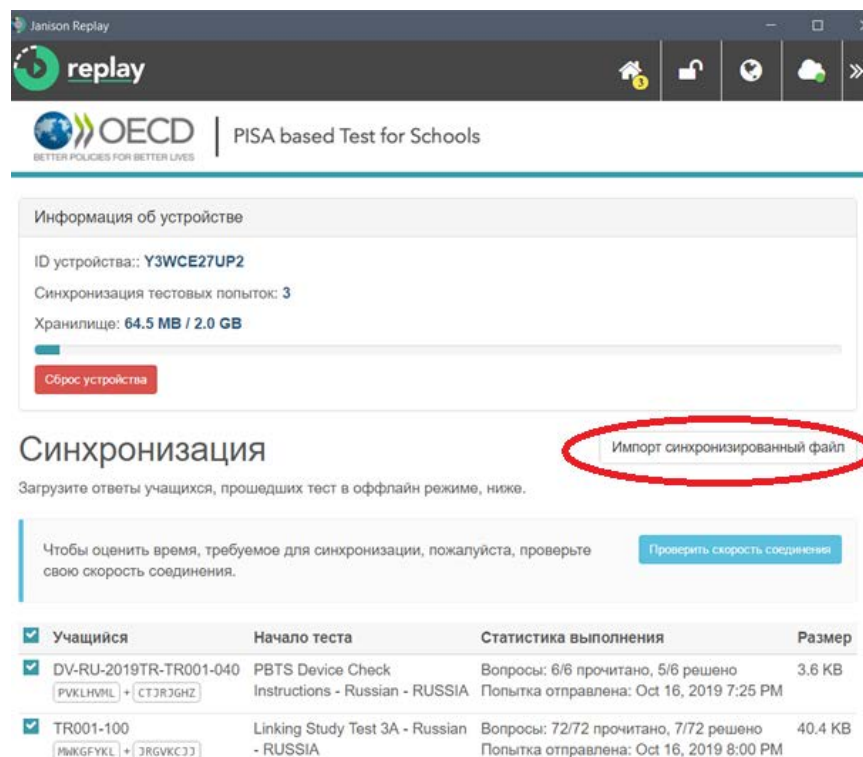 Janison Replay
replay
3
OECD
BETTER POLICIES FOR BETTER LIVES
PISA based Test for Schools
Информация об устройстве
ID устройства:: Y3WCE27UP2
Синхронизация тестовых попыток: 3
Хранилище: 64.5 MB / 2.0 GB
Сброс устройства
Синхронизация
Импорт синхронизированный файл
Загрузите ответы учащихся, прошедших тест в оффлайн режиме, ниже.
Чтобы оценить время, требуемое для синхронизации, пожалуйста, проверьте
свою скорость соединения.
Проверить скорость соединения
Учащийся Начало теста Статистика выполнения Размер
DV-RU-2019TR-TR001-040 PBTS Device Check Вопросы: 6/6 прочитано, 5/6 решено 3.6 KB
PVKLHVML + CTJRJGHZ Instructions - Russian - RUSSIA Попытка отправлена: Oct 16, 2019 7:25 PM
TR001-100 Linking Study Test 3A - Russian Вопросы: 72/72 прочитано, 7/72 решено 40.4 KB
MWKGFYKL + JRGVKCJJ - RUSSIA Попытка отправлена: Oct 16, 2019 8:00 PM